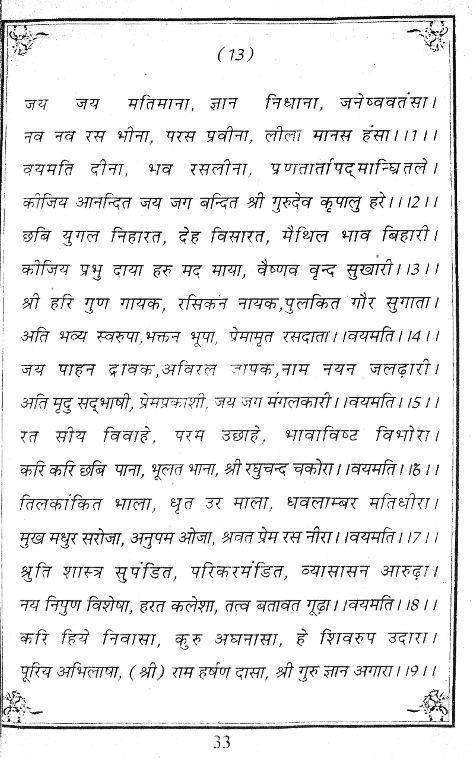 (13)
जय जय मतिमाना, ज्ञान निधाना, जनेष्ववतंसा।
नव नव रस भीना, परस प्रवीना, लीला मानस हंसा।।1।।
वयमति दीना, भव रसलीना, प्रणतार्तापद्मान्घ्रितले।
कीजिय आनन्दित जय जग बन्दित श्री गुरुदेव कृपालु हरे।।2।।
छबि युगल निहारत, देह विसारत, मैथिल भाव बिहारी।
कीजिय प्रभु दाया हरु मद माया, वैष्णव वृन्द सुखारी।।3।।
श्री हरि गुण गायक, रसिकन नायक,पुलकित गौर सुगाता।
अति भव्य स्वरुपा,भक्तन भूपा, प्रेमामृत रसदाता।।वयमति।।4।।
जय पाहन द्रावक,अविरल जापक,नाम नयन जलढ़ारी।
अति मृदु सद्भाषी, प्रेमप्रकाशी, जय जग मंगलकारी।।वयमति।।5।।
रत सीय विवाहे, परम उछाहे, भावाविष्ट विभोरा।
करि करि छबि पाना, भूलत भाना, श्री रघुचन्द चकोरा।।वयमति।।6।।
तिलकांकित भाला, धृत उर माला, धवलाम्बर मतिधीरा।
मुख मधुर सरोजा, अनुपम ओजा, श्रवत प्रेम रस नीरा।।वयमति।।7।।
श्रुति शास्त्र सुपंडित, परिकरमंडित, व्यासासन आरुढ़ा।
नय निपुण विशेषा, हरत कलेशा, तत्व बतावत गूढ़ा।।वयमति।।8।।
करि हिये निवासा, कुरु अघनासा, हे शिवरुप उदारा।
पूरिय अभिलाषा, (श्री) राम हर्षण दासा, श्री गुरु ज्ञान अगारा।।9।।
33